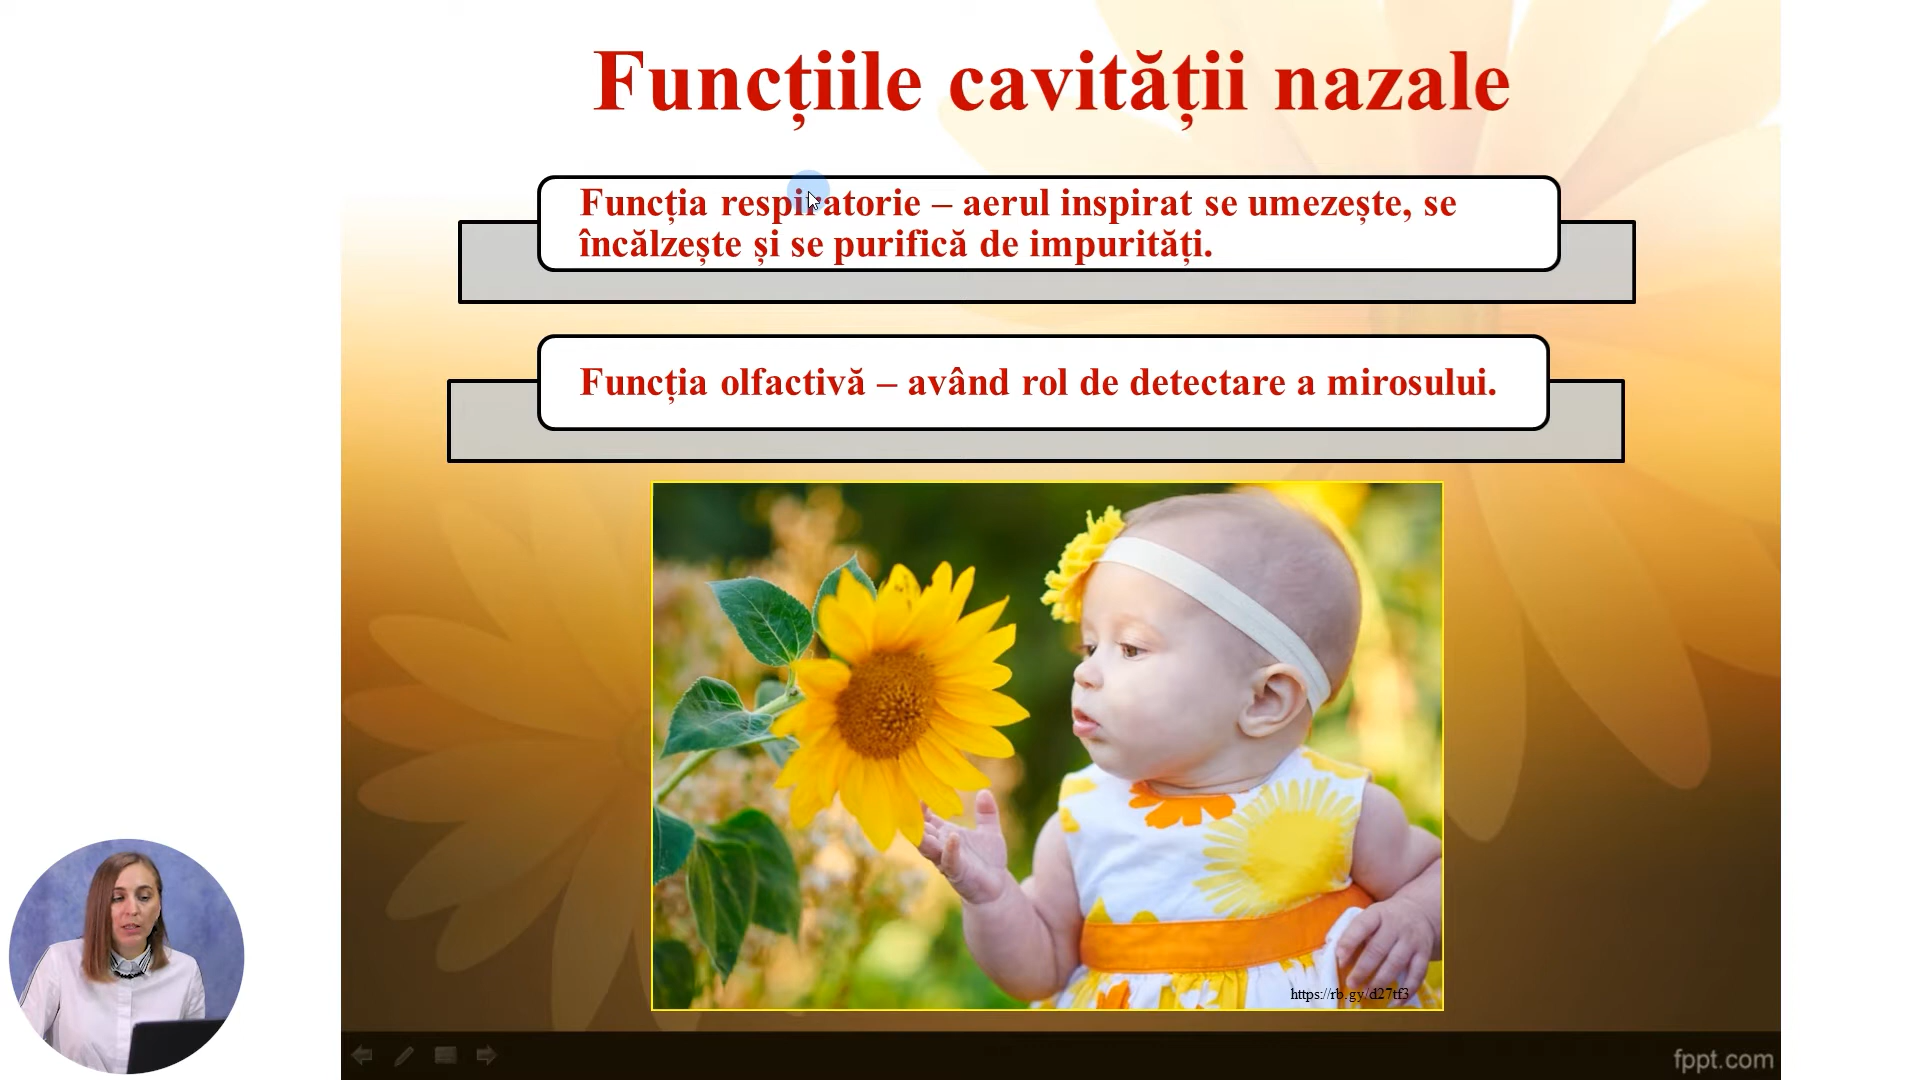 Funcțiile cavității nazale
Funcția respiratorie – aerul inspirat se umezește, se
încălzește și se purifică de impurități.
Funcția olfactivă – având rol de detectare a mirosului.
https://rb.gy/d27tf3
fppt.com